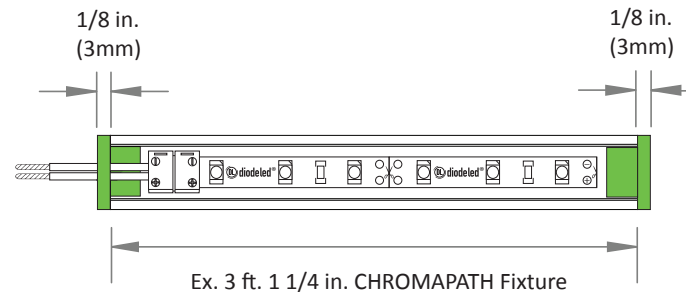 1/8 in.
(3mm)
1/8 in.
(3mm)
diodeled®
diodeled®
Ex. 3 ft. 1 1/4 in. CHROMAPATH Fixture